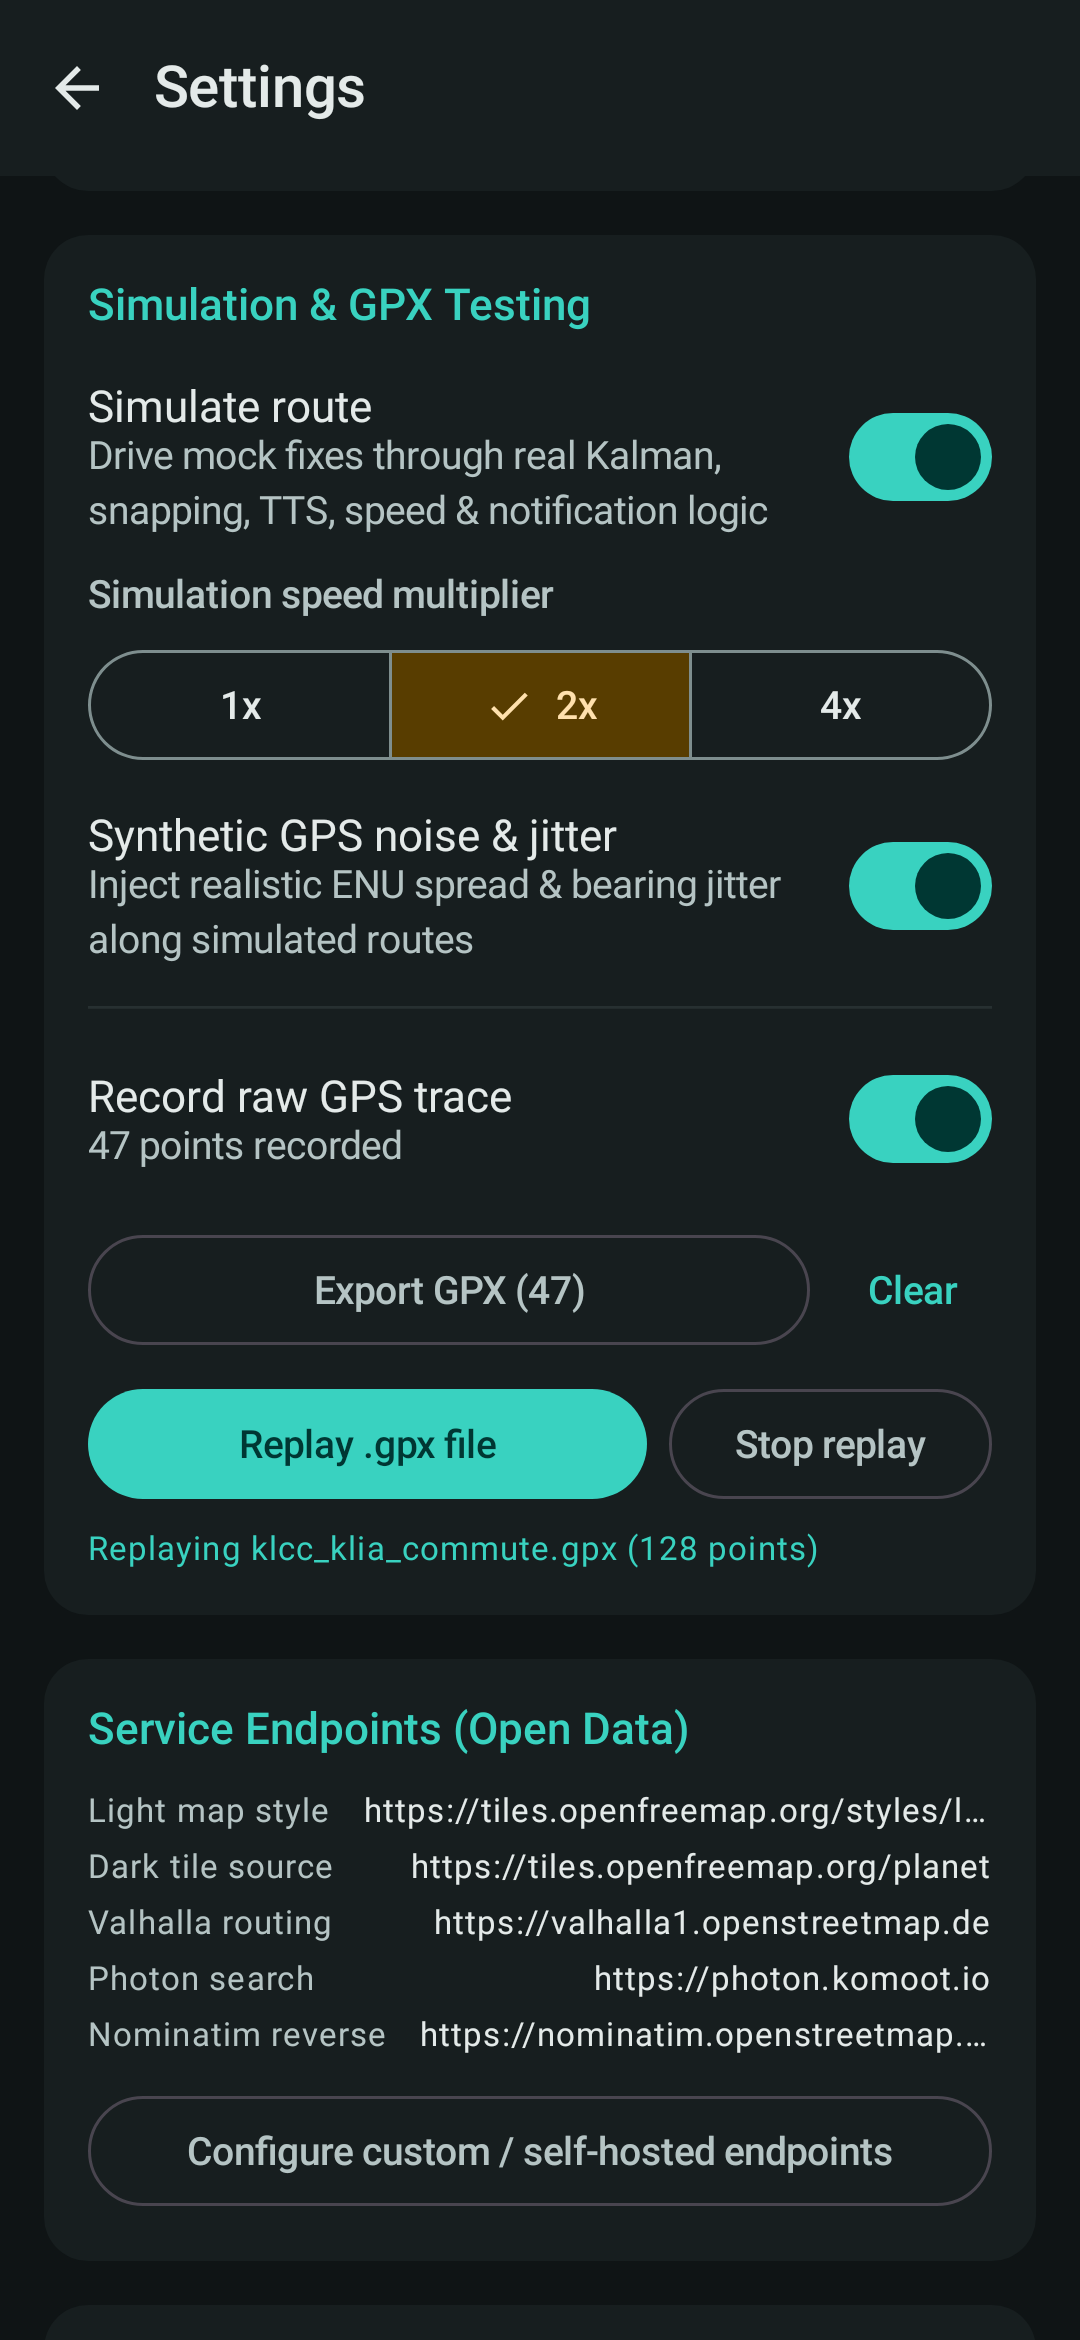 Settings
Simulation & GPX Testing
Simulate route
Drive mock fixes through real Kalman,
snapping, TTS, speed & notification logic
Simulation speed multiplier
1x
2x
4x
Synthetic GPS noise & jitter
Inject realistic ENU spread & bearing jitter
along simulated routes
Record raw GPS trace
47 points recorded
Export GPX (47)
Clear
Replay .gpx file
Stop replay
Replaying klcc_klia_commute.gpx (128 points)
Service Endpoints (Open Data)
Light map style https://tiles.openfreemap.org/styles/l...
Dark tile source https://tiles.openfreemap.org/planet
Valhalla routing https://valhalla1.openstreetmap.de
Photon search https://photon.komoot.io
Nominatim reverse https://nominatim.openstreetmap....
Configure custom / self-hosted endpoints